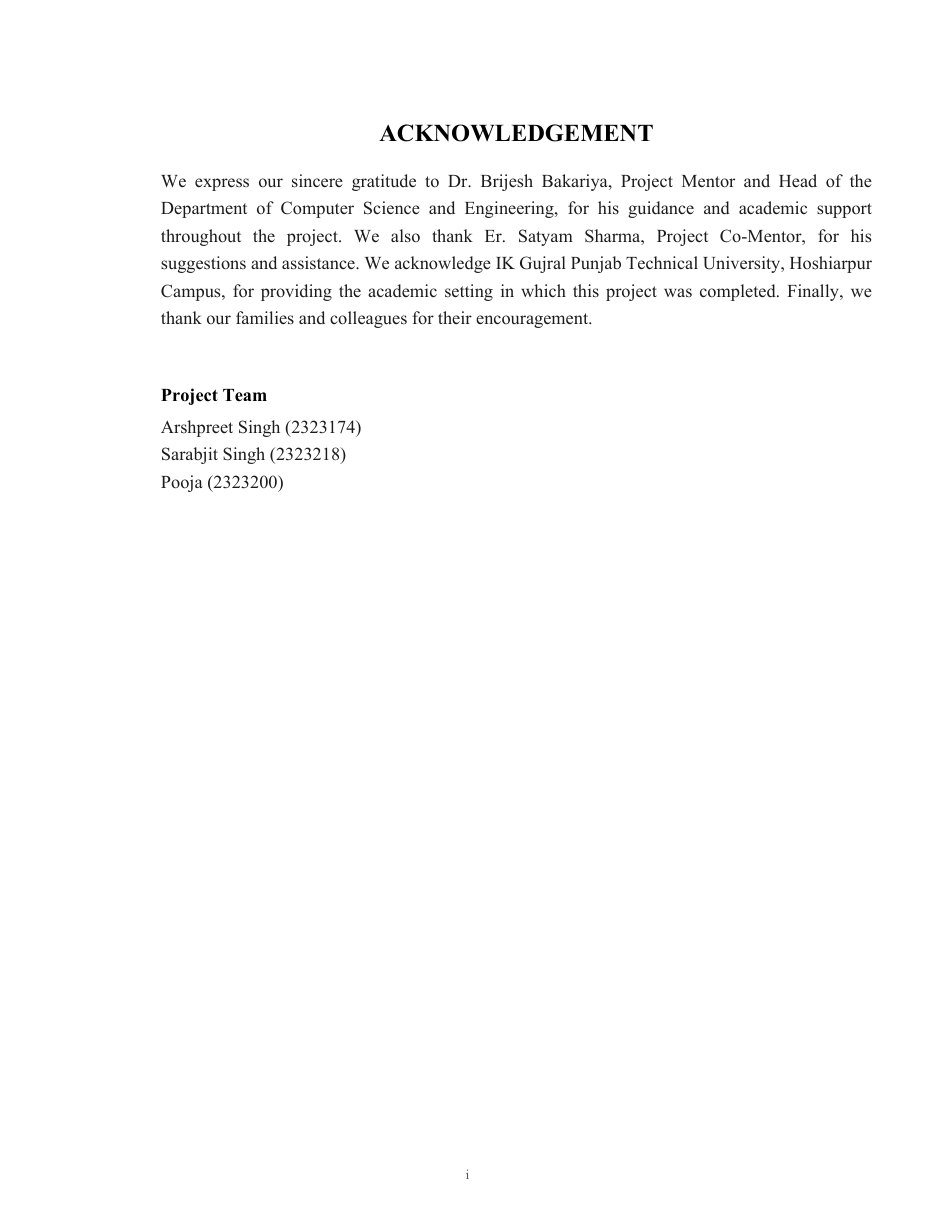 ACKNOWLEDGEMENT
We express our sincere gratitude to Dr. Brijesh Bakariya, Project Mentor and Head of the
Department of Computer Science and Engineering, for his guidance and academic support
throughout the project. We also thank Er. Satyam Sharma, Project Co-Mentor, for his
suggestions and assistance. We acknowledge IK Gujral Punjab Technical University, Hoshiarpur
Campus, for providing the academic setting in which this project was completed. Finally, we
thank our families and colleagues for their encouragement.
Project Team
Arshpreet Singh (2323174)
Sarabjit Singh (2323218)
Pooja (2323200)
i